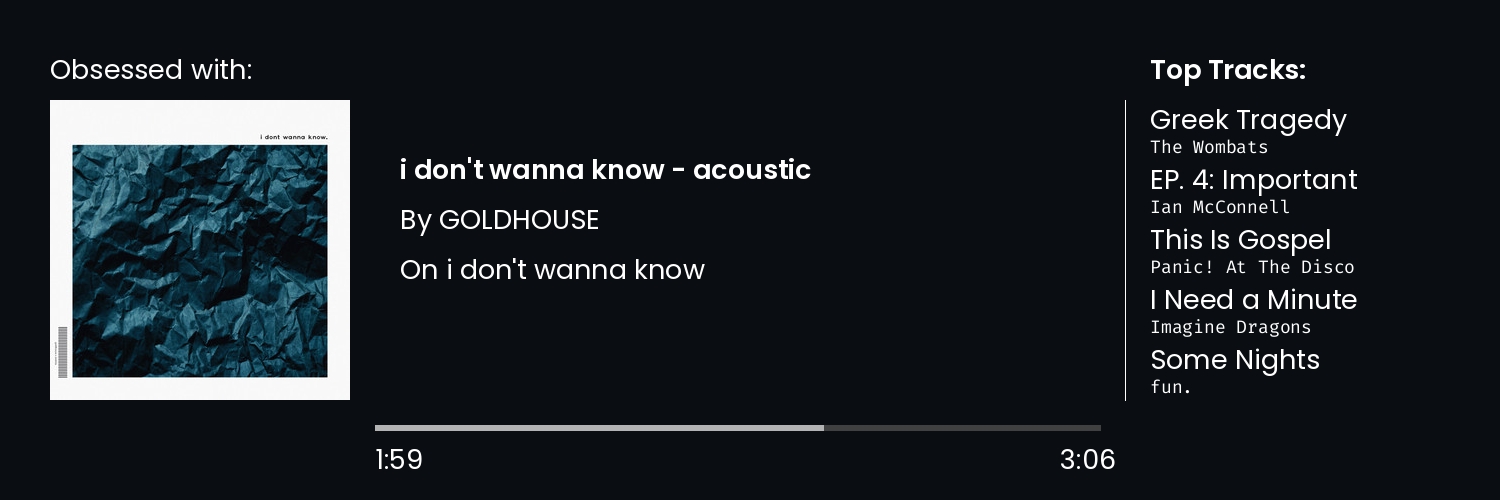 Obsessed with:
i dont wanna know.
i don't wanna know - acoustic
By GOLDHOUSE
On i don't wanna know
1:59
3:06
Top Tracks:
Greek Tragedy
The Wombats
EP. 4: Important
Ian McConnell
This Is Gospel
Panic! At The Disco
I Need a Minute
Imagine Dragons
Some Nights
fun.